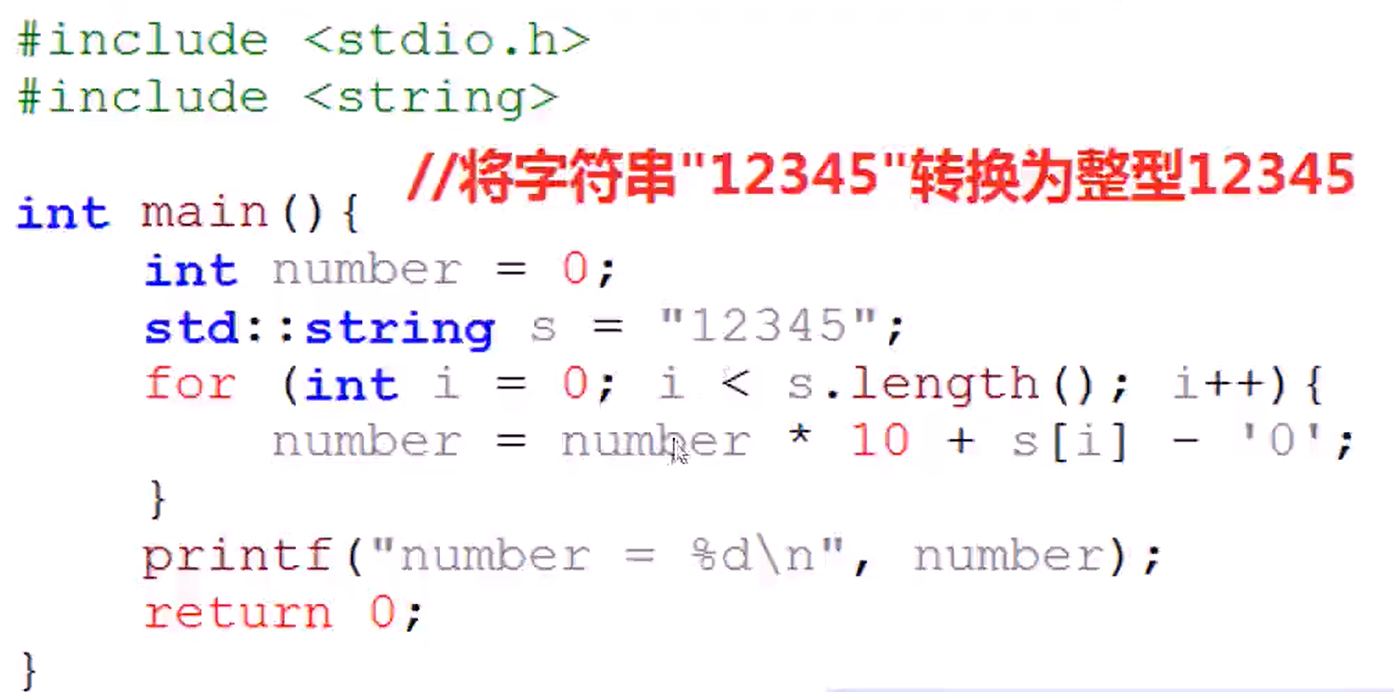 #include <stdio.h>
#include <string>
//将字符串"12345"转换为整型12345
int main(){
int number = 0;
std::string s = "12345";
for (int i = 0; i < s.length(); i++){
number = number * 10 + s[i] - '0';
}
printf("number = %d\n", number);
return 0;
}